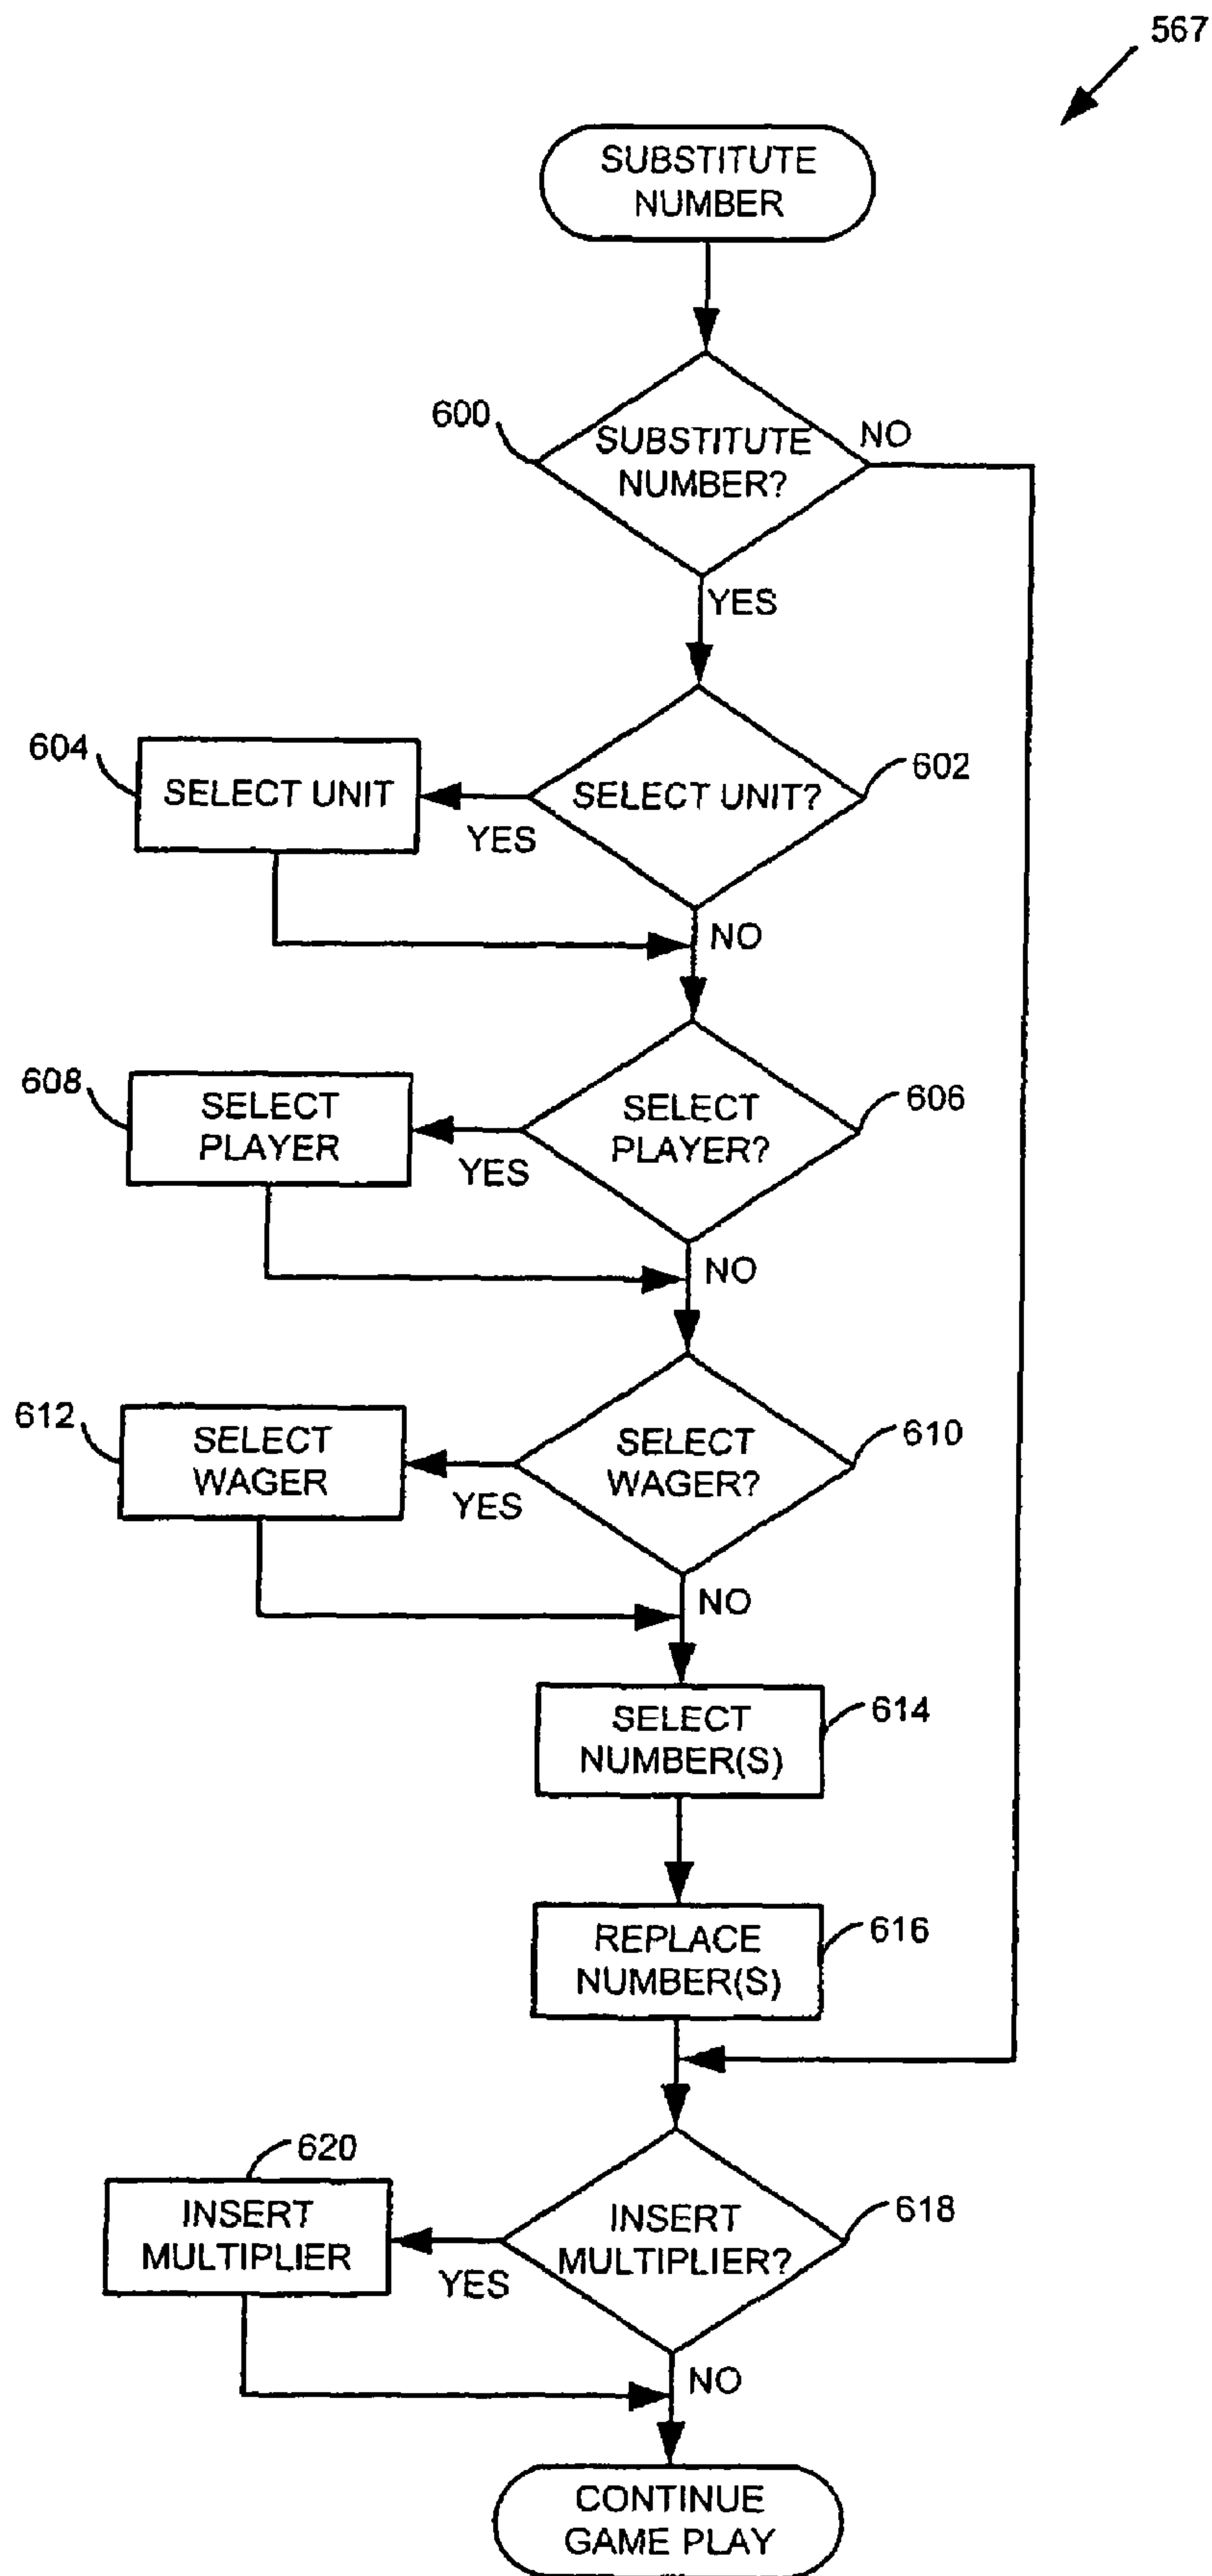 567
SUBSTITUTE
NUMBER
600
SUBSTITUTE
NUMBER?
NO
YES
604
SELECT UNIT
YES
SELECT UNIT?
602
NO
608
SELECT
PLAYER
YES
SELECT
PLAYER?
606
NO
612
SELECT
WAGER
YES
SELECT
WAGER?
610
NO
SELECT
NUMBER(S)
614
REPLACE
NUMBER(S)
616
620
INSERT
MULTIPLIER
YES
INSERT
MULTIPLIER?
618
NO
CONTINUE
GAME PLAY